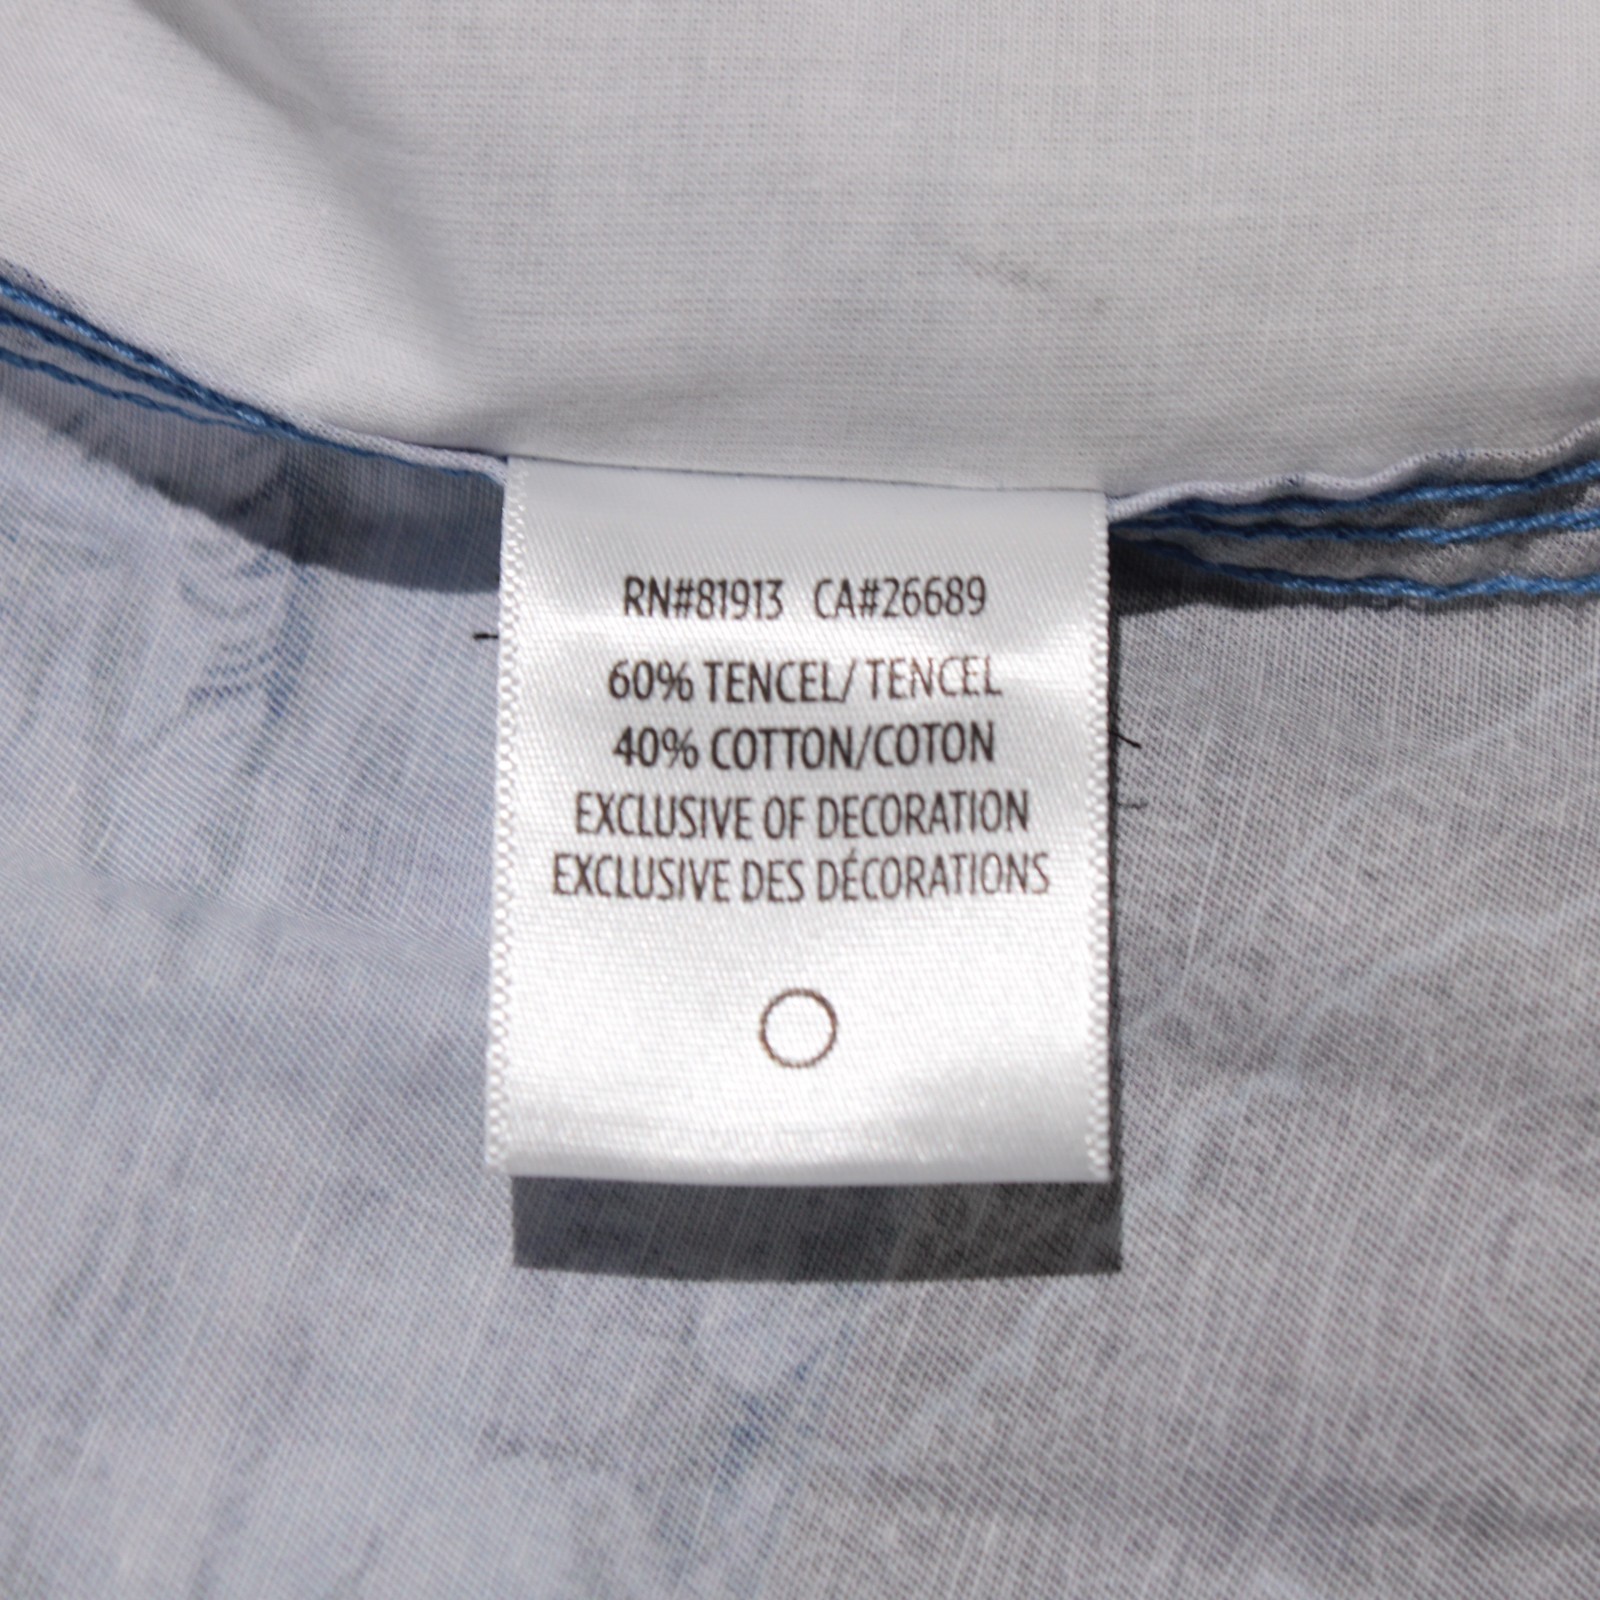 RN#81913 CA#26689
60% TENCEL/ TENCEL
40% COTTON/COTON
EXCLUSIVE OF DECORATION
EXCLUSIVE DES DÉCORATIONS